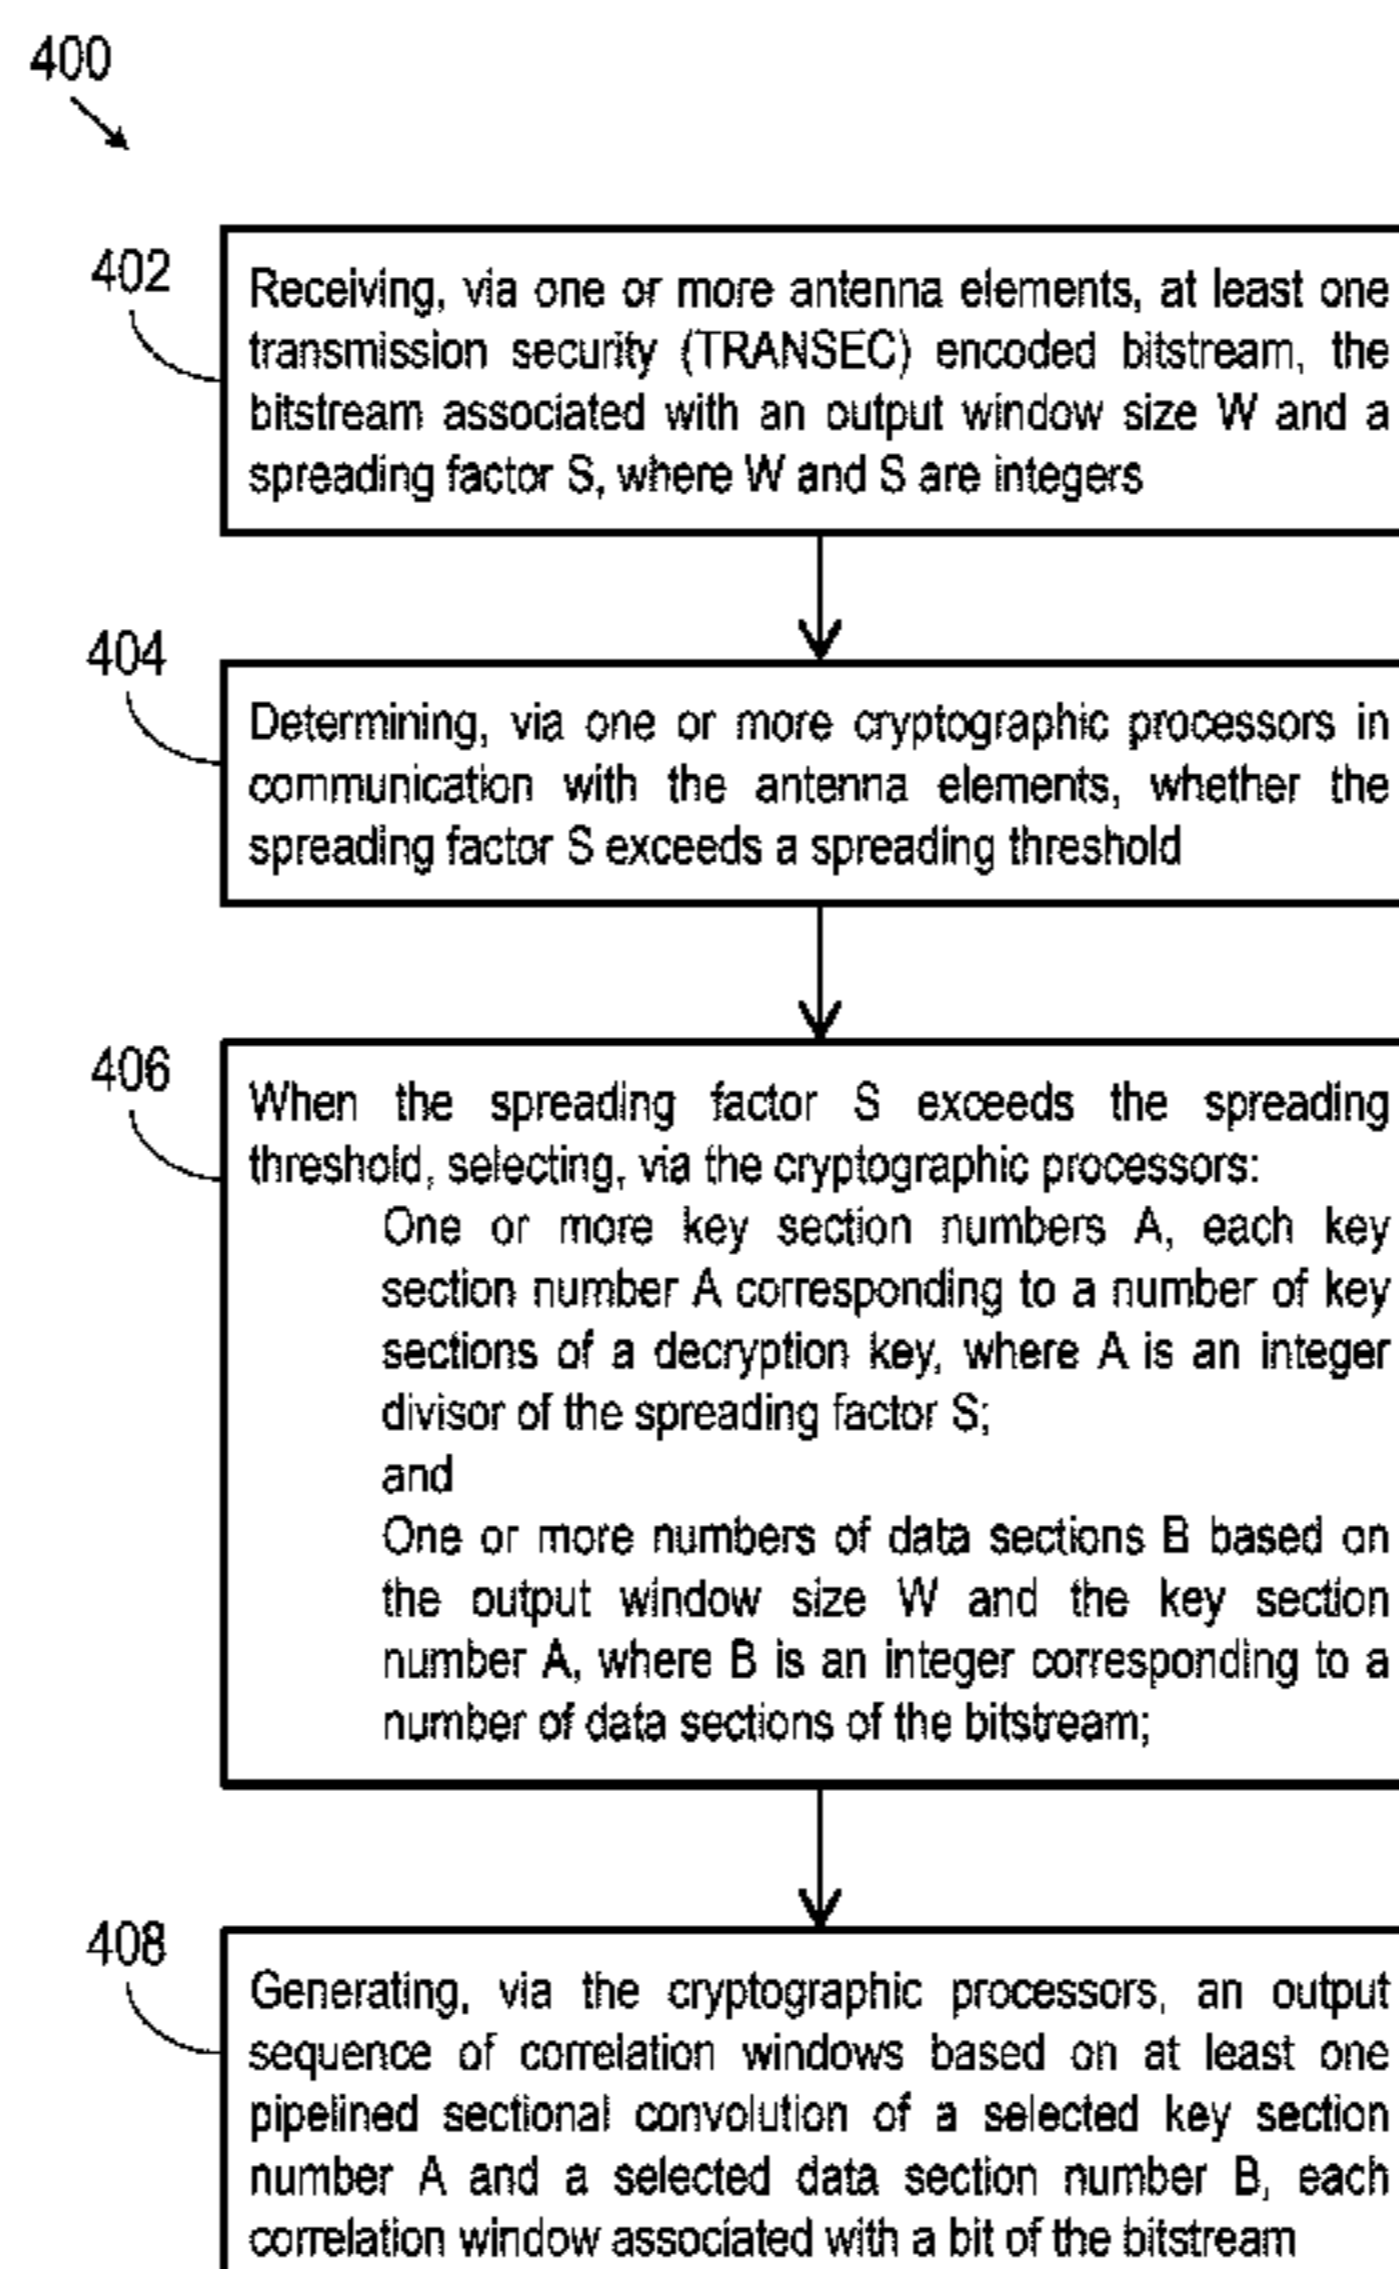 400
402
Receiving, via one or more antenna elements, at least one
transmission security (TRANSEC) encoded bitstream, the
bitstream associated with an output window size W and a
spreading factor S, where W and S are integers
404
Determining, via one or more cryptographic processors in
communication with the antenna elements, whether the
spreading factor S exceeds a spreading threshold
406
When the spreading factor S exceeds the spreading
threshold, selecting, via the cryptographic processors:
One or more key section numbers A, each key
section number A corresponding to a number of key
sections of a decryption key, where A is an integer
divisor of the spreading factor S;
and
One or more numbers of data sections B based on
the output window size W and the key section
number A, where B is an integer corresponding to a
number of data sections of the bitstream;
408
Generating, via the cryptographic processors, an output
sequence of correlation windows based on at least one
pipelined sectional convolution of a selected key section
number A and a selected data section number B, each
correlation window associated with a bit of the bitstream